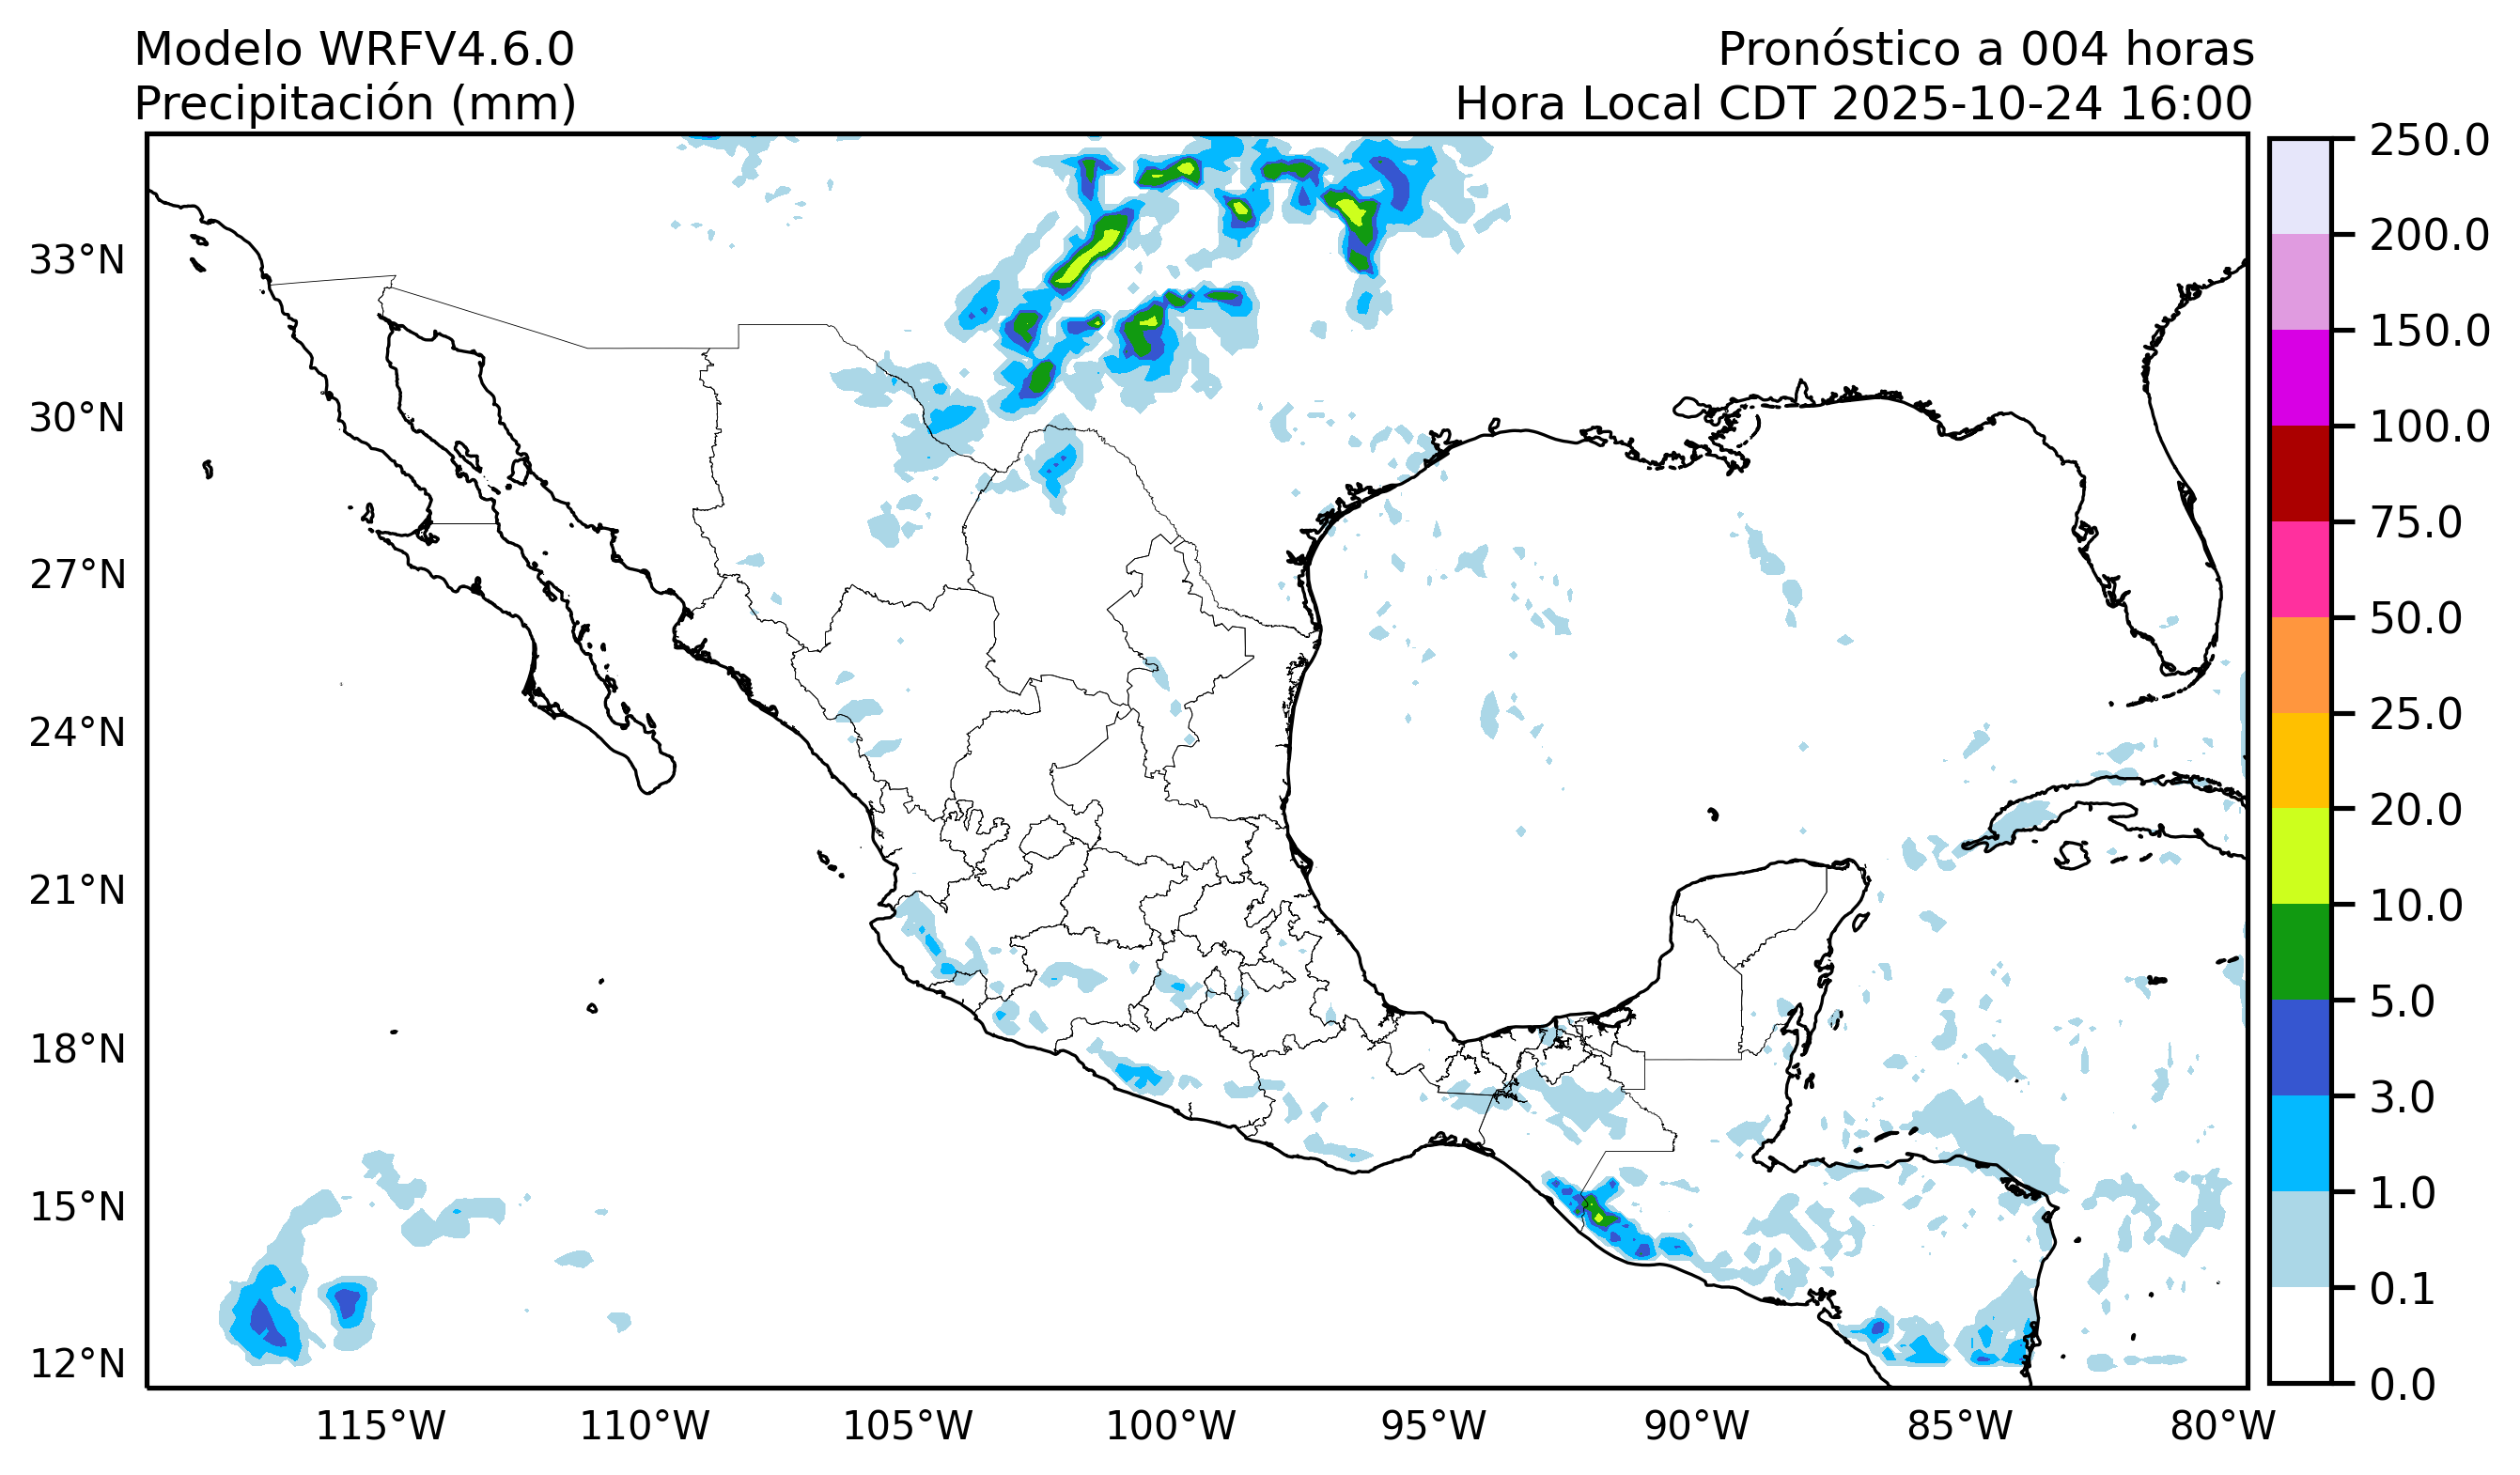 Modelo WRFV4.6.0
Precipitación (mm)
Pronóstico a 004 horas
Hora Local CDT 2025-10-24 16:00
33°N
30°N
27°N
24°N
21°N
18°N
15°N
12°N
115°W
110°W
105°W
100°W
95°W
90°W
85°W
80°W
250.0
200.0
150.0
100.0
75.0
50.0
25.0
20.0
10.0
5.0
3.0
1.0
0.1
0.0